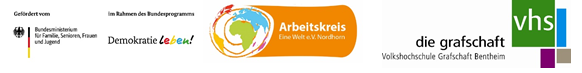 Gefördert vom
Bundesministerium
für Familie, Senioren, Frauen
und Jugend
Im Rahmen des Bundesprogramms
Demokratie leben!
Arbeitskreis
Eine Welt e.V. Nordhorn
die grafschaft
Volkshochschule Grafschaft Bentheim
vhs